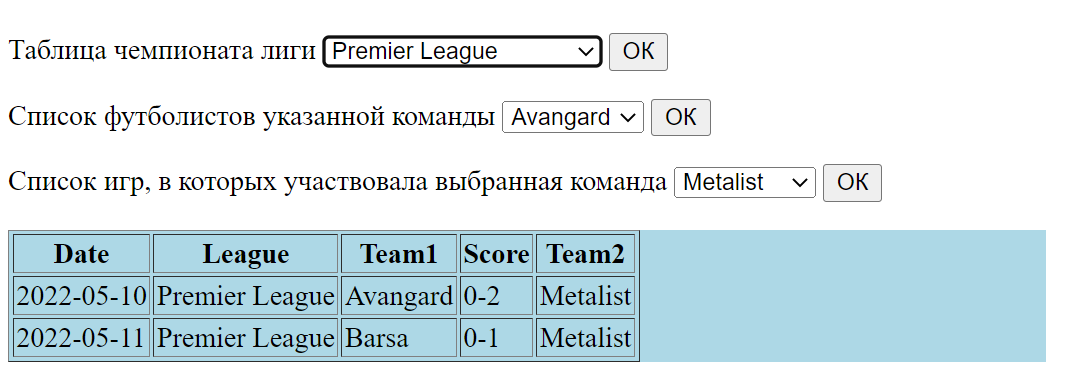 Таблица чемпионата лиги Premier League ОК
Список футболистов указанной команды Avangard ОК
Список игр, в которых участвовала выбранная команда Metalist ОК
Date League Team1 Score Team2
2022-05-10 Premier League Avangard 0-2 Metalist
2022-05-11 Premier League Barsa 0-1 Metalist